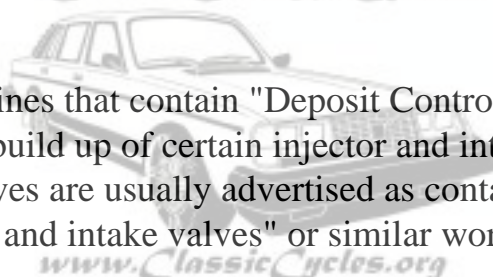 ines that contain "Deposit Contro
build up of certain injector and int
ves are usually advertised as conta
and intake valves" or similar wor
www.ClassicCycles.org